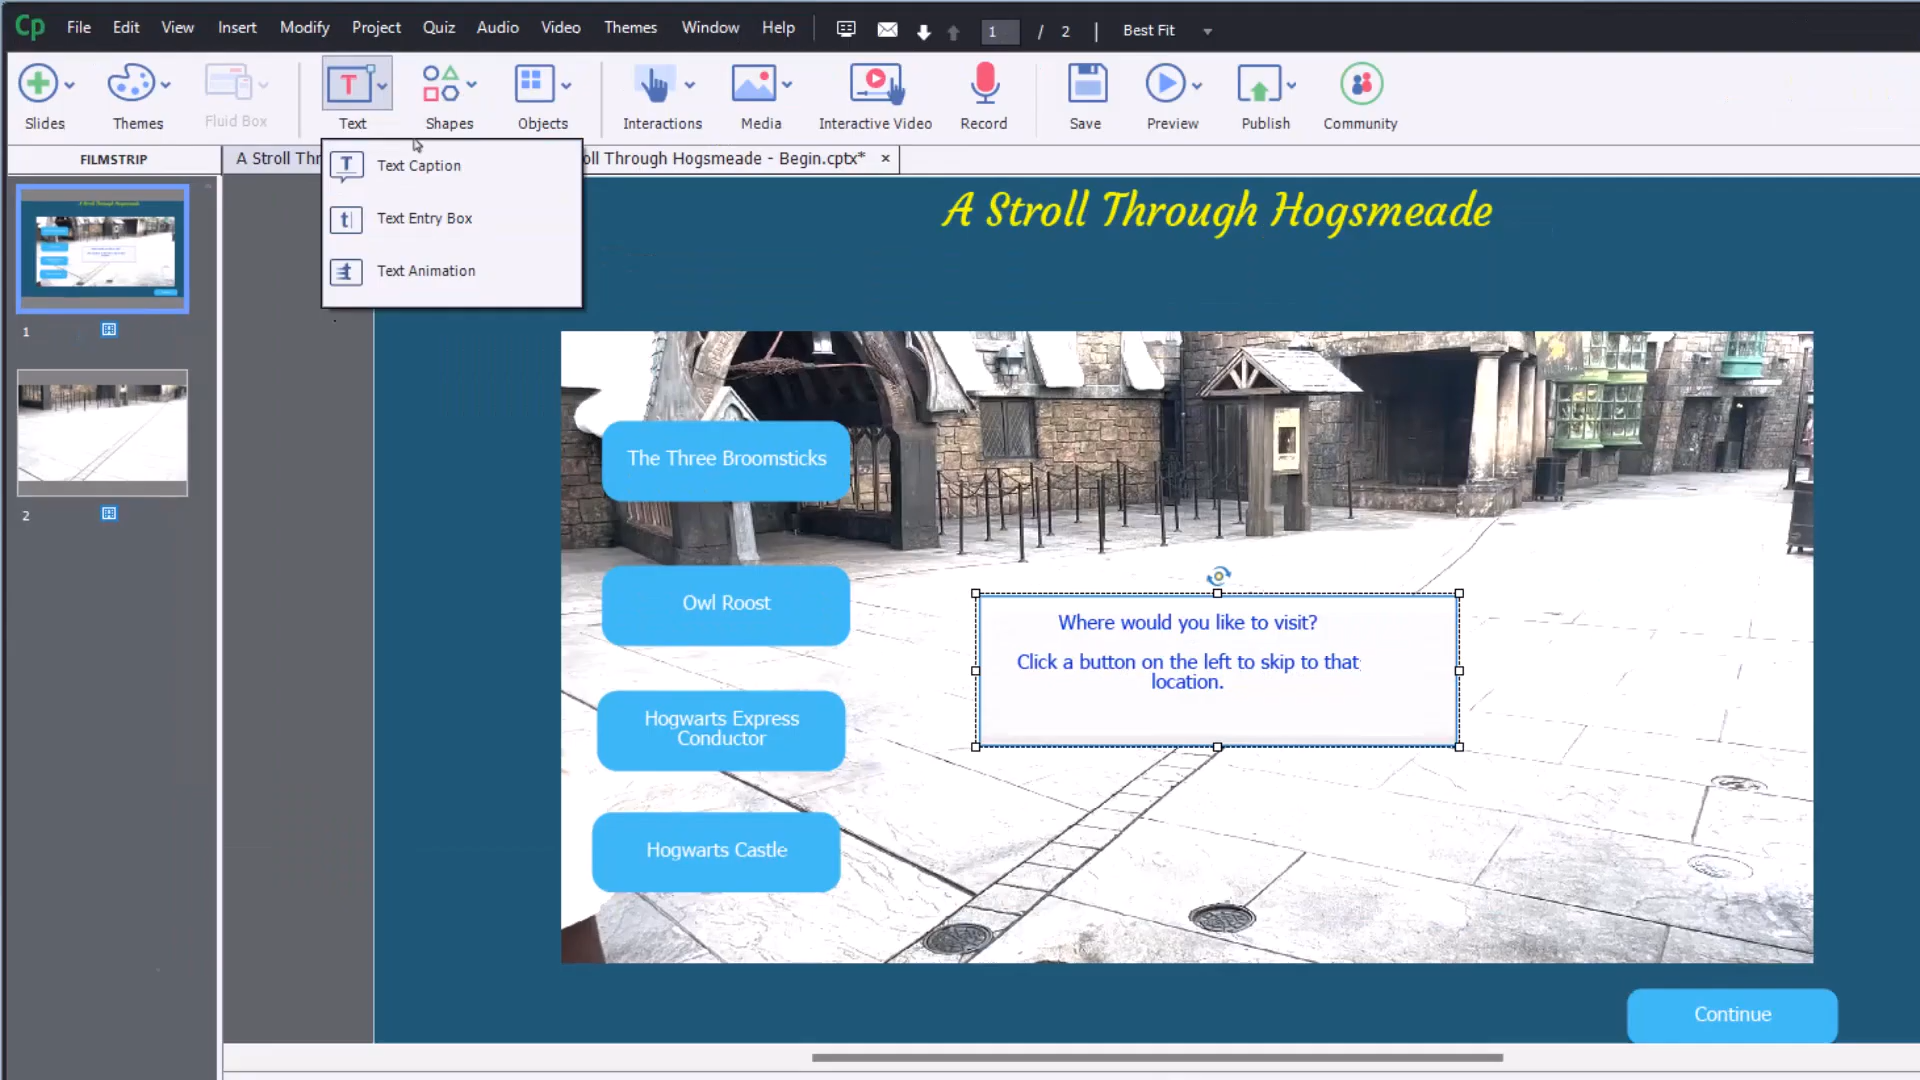 Cp File Edit View Insert Modify Project Quiz Audio Video Themes Window Help 1 / 2 Best Fit
Slides Themes Fluid Box Text Shapes Objects Interactions Media Interactive Video Record Save Preview Publish Community
FILMSTRIP
A Stroll Thr
oll Through Hogsmeade - Begin.cptx*
Text Caption
Text Entry Box
Text Animation
1
2
A Stroll Through Hogsmeade
The Three Broomsticks
Owl Roost
Hogwarts Express
Conductor
Hogwarts Castle
Where would you like to visit?
Click a button on the left to skip to that
location.
Continue